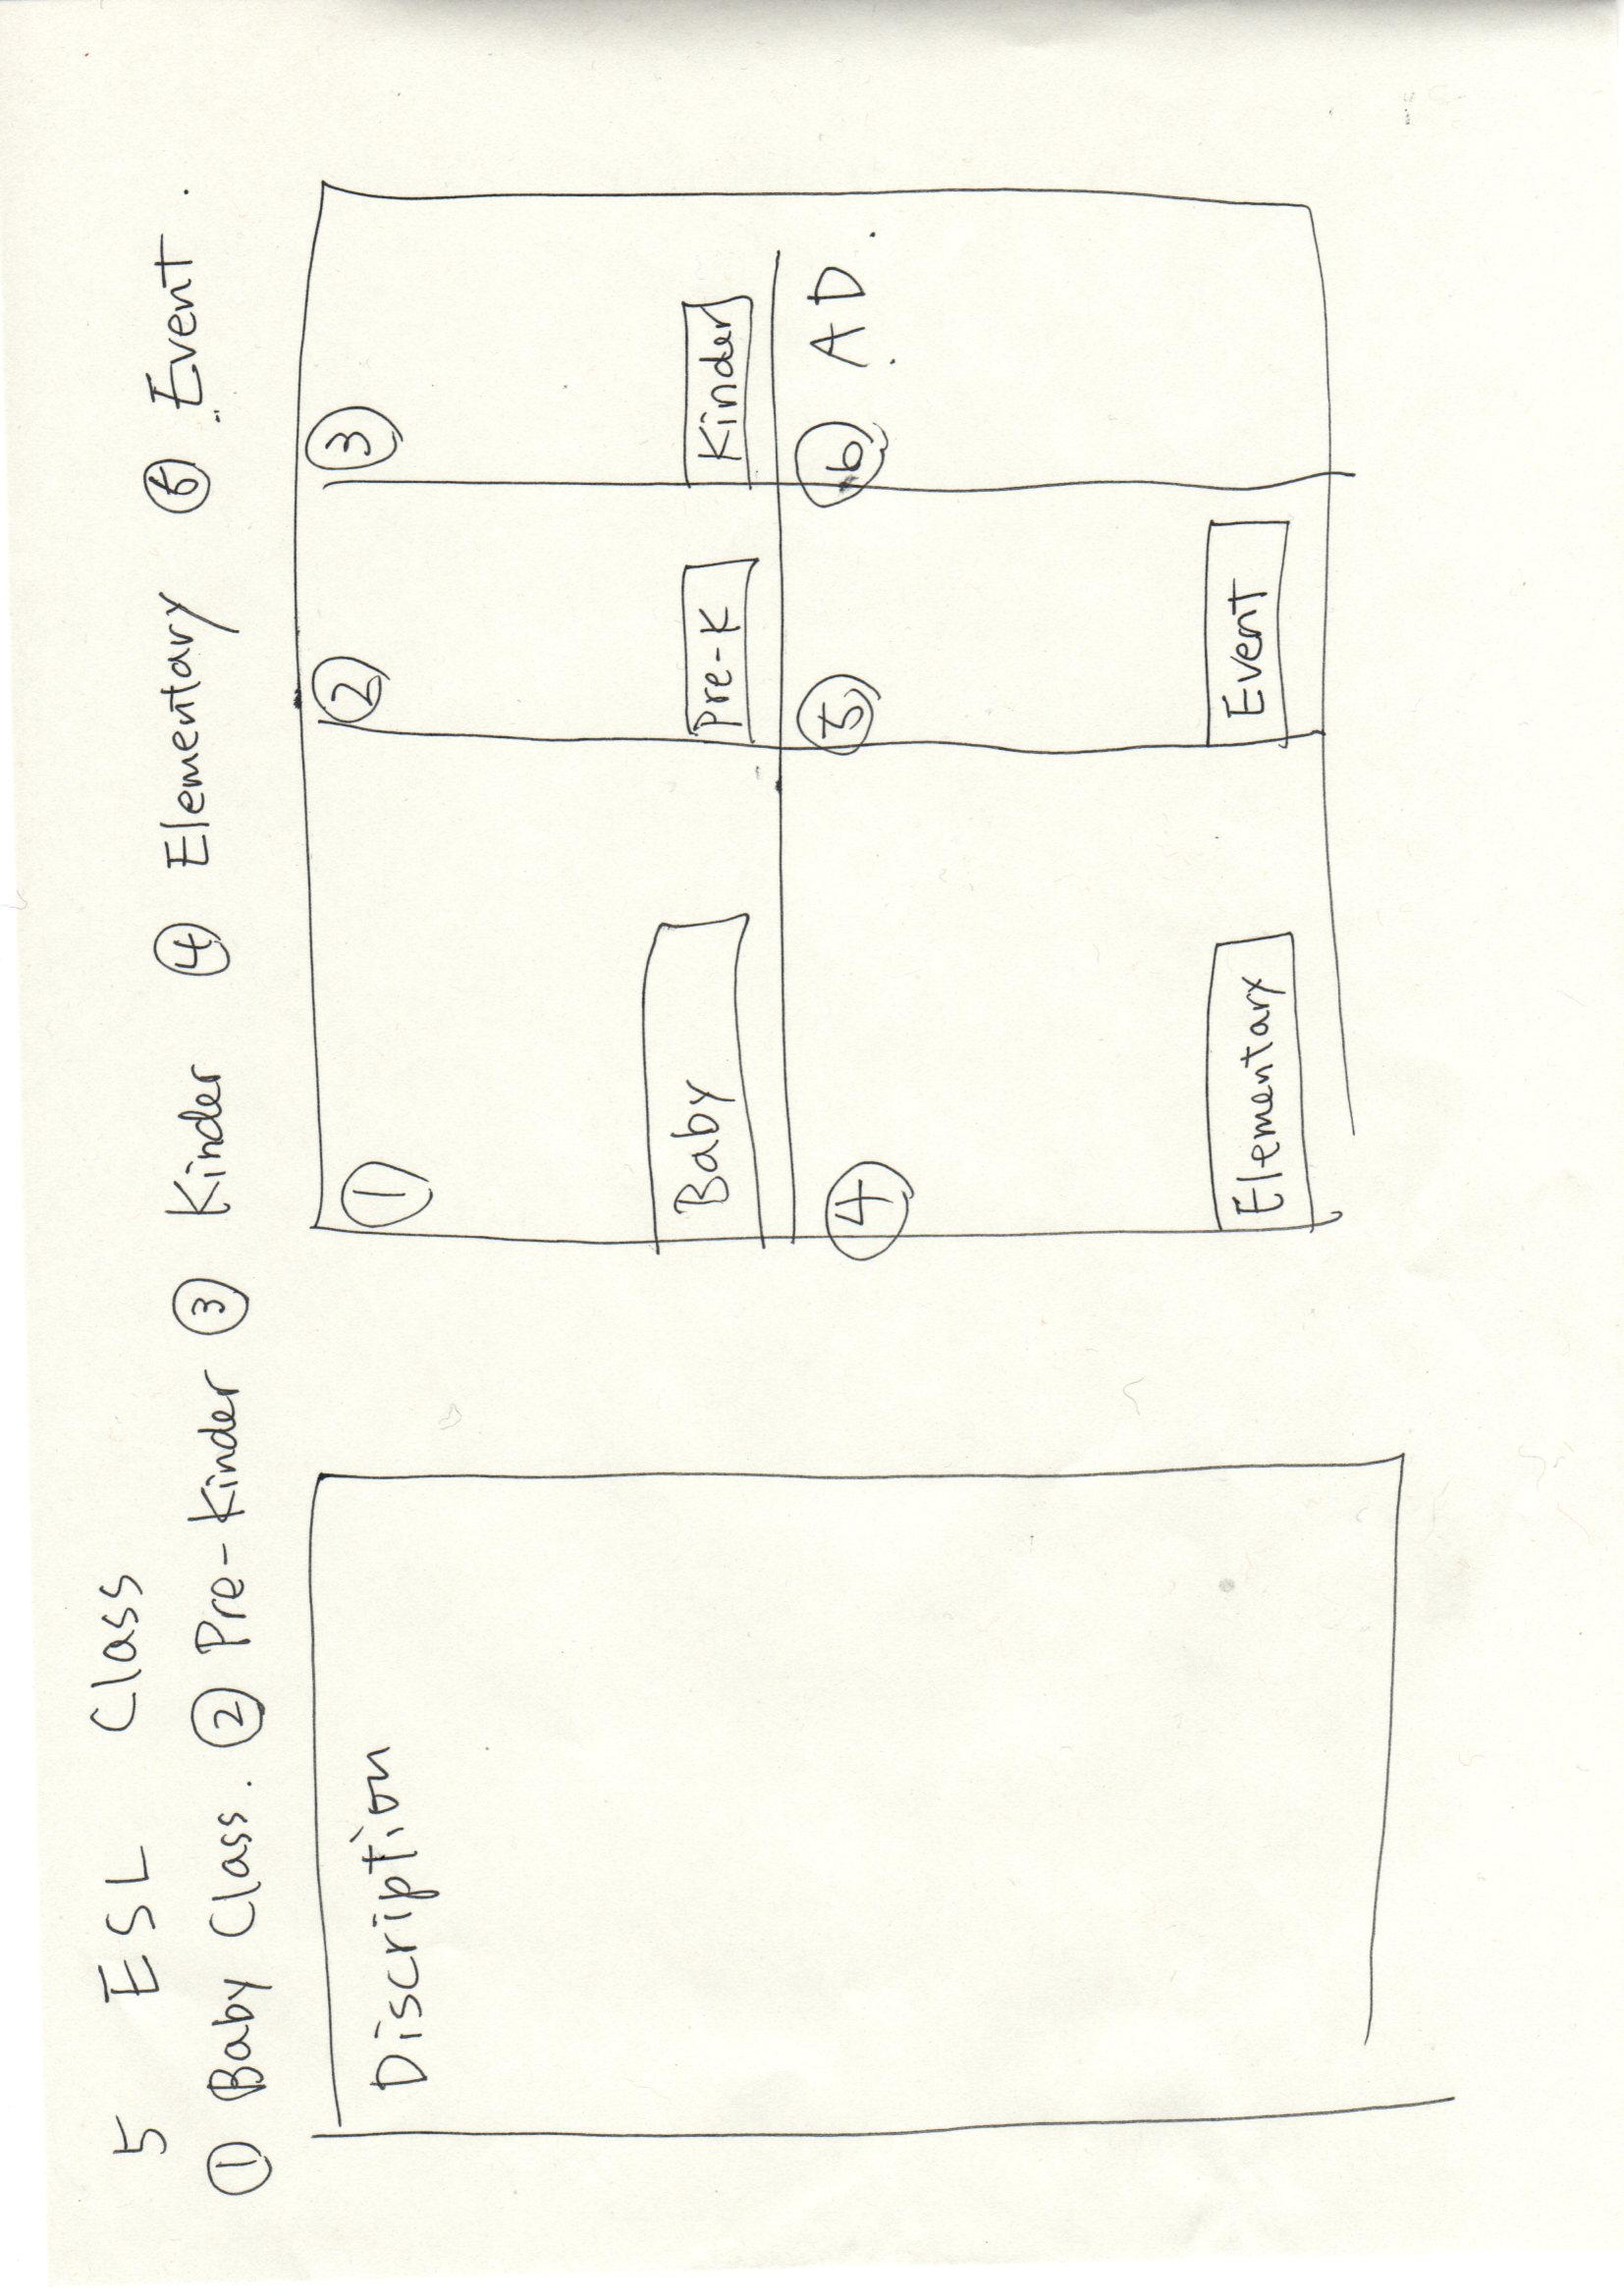 5 ESL Class
① Baby Class. ② Pre-Kinder ③ Kinder ④ Elementary ⑤ Event.
Discription
①
Baby
②
Pre-K
③
Kinder
④
Elementary
⑤
Event
⑥ AD.